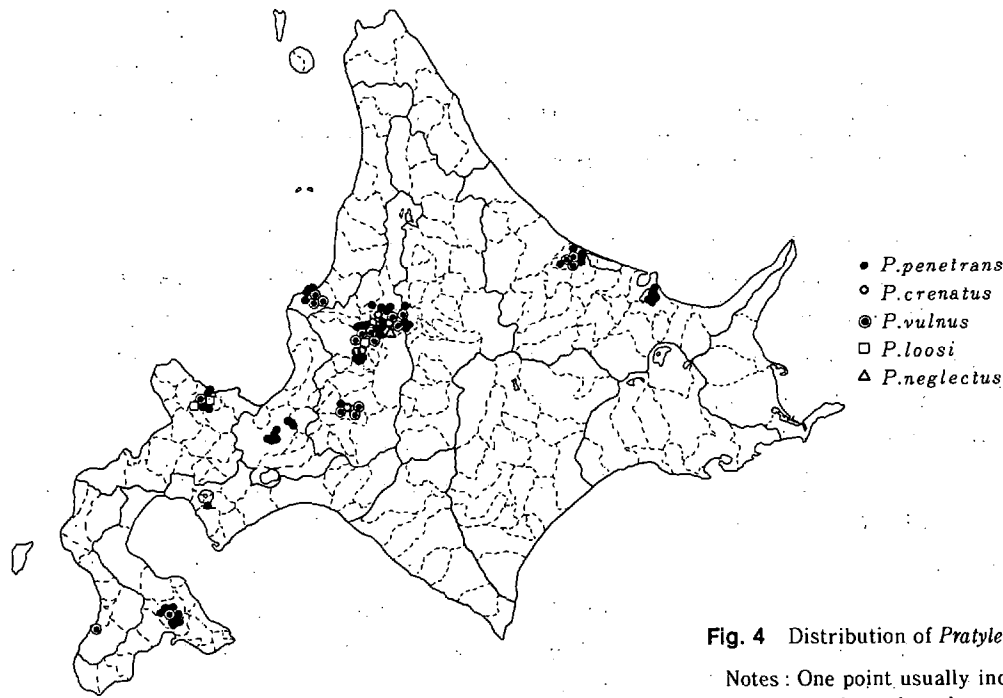 ● P.penetrans
○ P.crenatus
◉ P.vulnus
□ P.loosi
△ P.neglectus
Fig. 4 Distribution of Pratyle
Notes : One point usually inc